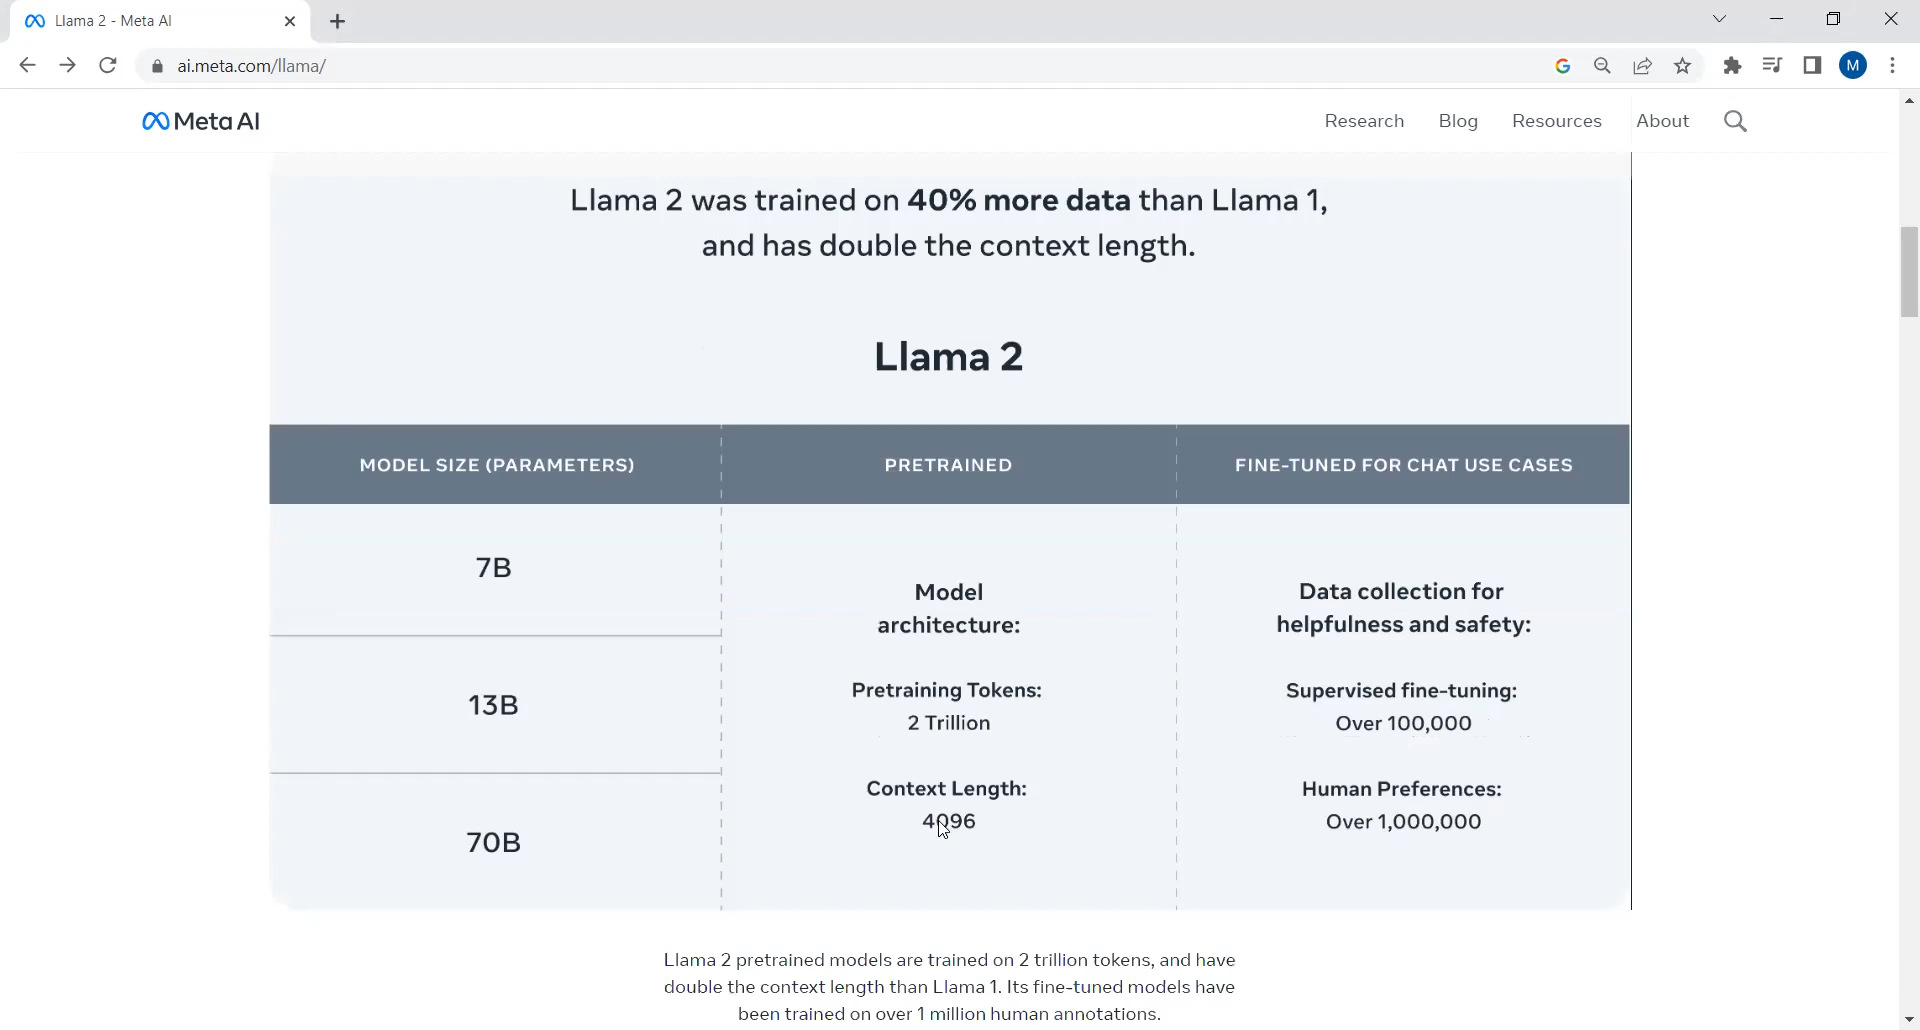 Llama 2 - Meta AI
ai.meta.com/llama/
M
Meta AI
Research Blog Resources About
Llama 2 was trained on 40% more data than Llama 1,
and has double the context length.
Llama 2
MODEL SIZE (PARAMETERS) PRETRAINED FINE-TUNED FOR CHAT USE CASES
7B
13B
70B
Model
architecture:
Pretraining Tokens:
2 Trillion
Context Length:
4096
Data collection for
helpfulness and safety:
Supervised fine-tuning:
Over 100,000
Human Preferences:
Over 1,000,000
Llama 2 pretrained models are trained on 2 trillion tokens, and have
double the context length than Llama 1. Its fine-tuned models have
been trained on over 1 million human annotations.